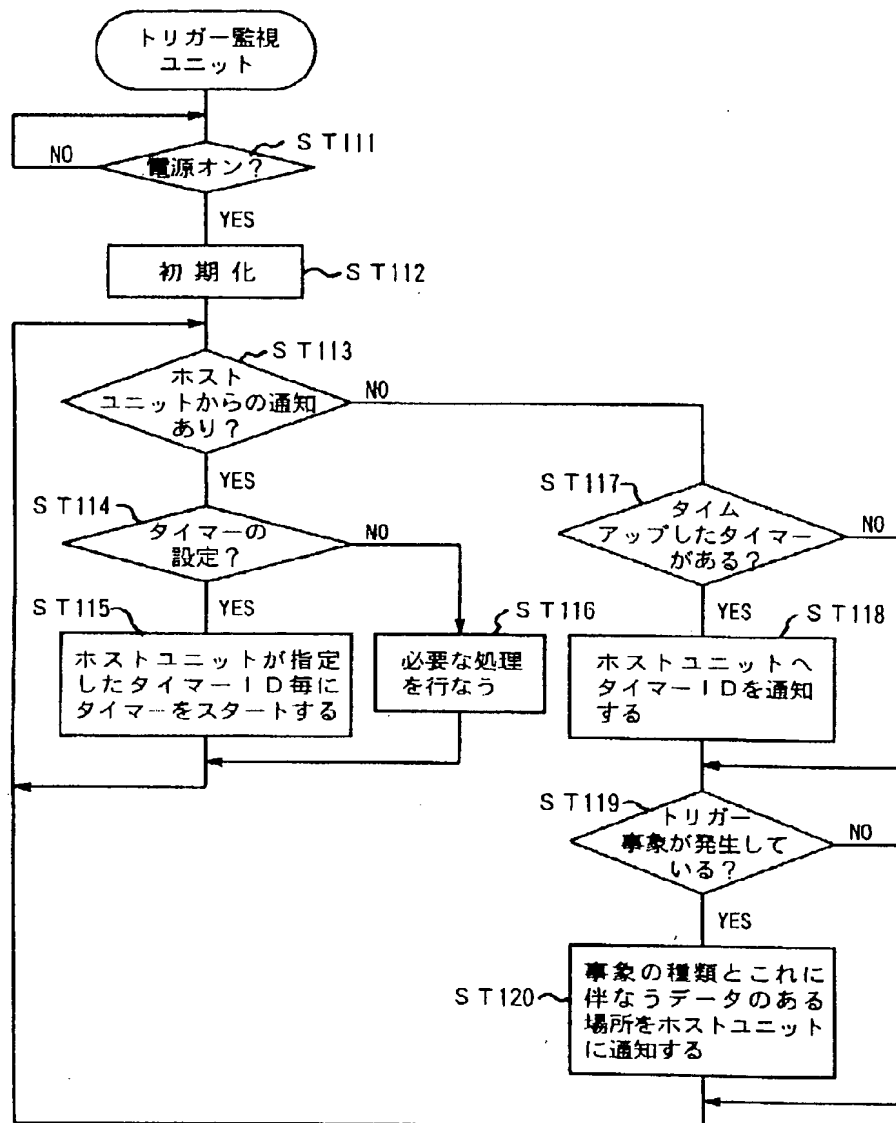 トリガー監視
ユニット
ST111
電源オン?
NO
YES
初期化
ST112
ST113
ホスト
ユニットからの通知
あり?
NO
YES
ST114
タイマーの
設定?
NO
YES
ST115
ホストユニットが指定
したタイマーID毎に
タイマーをスタートする
ST116
必要な処理
を行なう
ST117
タイム
アップしたタイマー
がある?
NO
YES
ST118
ホストユニットへ
タイマーIDを通知
する
ST119
トリガー
事象が発生して
いる?
NO
YES
ST120
事象の種類とこれに
伴なうデータのある
場所をホストユニット
に通知する